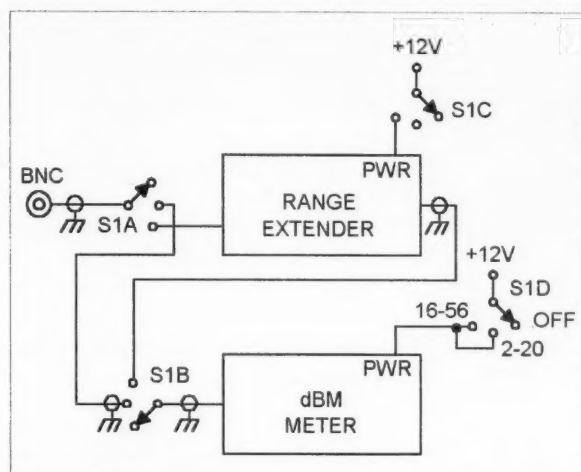 +12V
S1C
BNC
PWR
RANGE
EXTENDER
S1A
+12V
S1D
16-56
OFF
2-20
S1B
PWR
dBM
METER